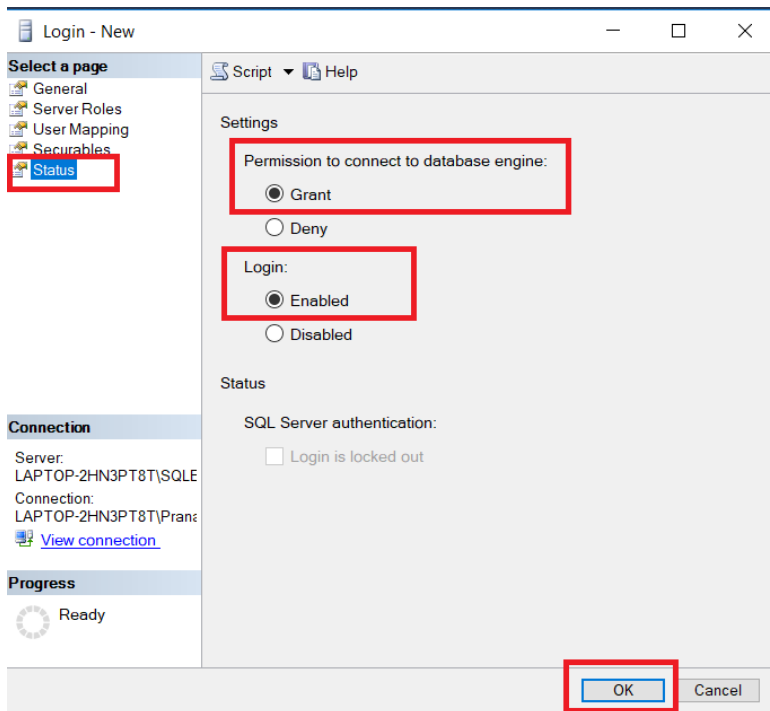 Login - New
Select a page
General
Server Roles
User Mapping
Securables
Status
Script Help
Settings
Permission to connect to database engine:
Grant
Deny
Login:
Enabled
Disabled
Status
SQL Server authentication:
Login is locked out
Connection
Server:
LAPTOP-2HN3PT8T\SQLE
Connection:
LAPTOP-2HN3PT8T\Prana
View connection
Progress
Ready
OK Cancel